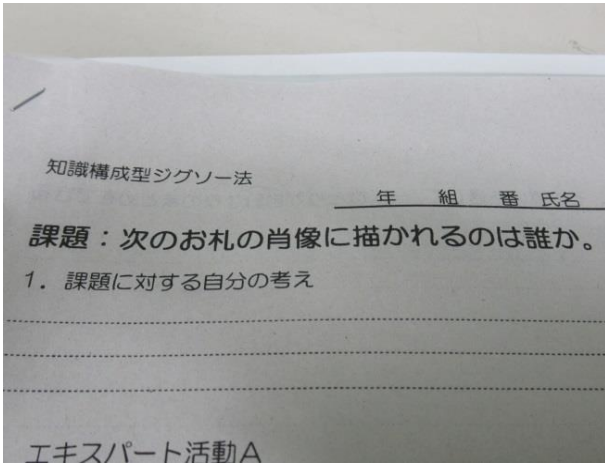 知識構成型ジグソー法
年 組 番 氏名
課題：次のお札の肖像に描かれるのは誰か。
1．課題に対する自分の考え
エキスパート活動A